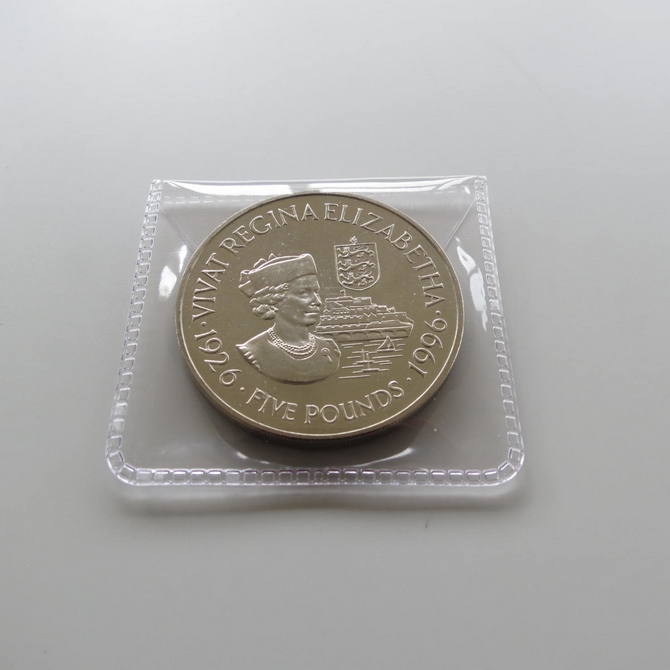 · VIVAT REGINA ELIZABETHA ·
1926 · FIVE POUNDS · 1996